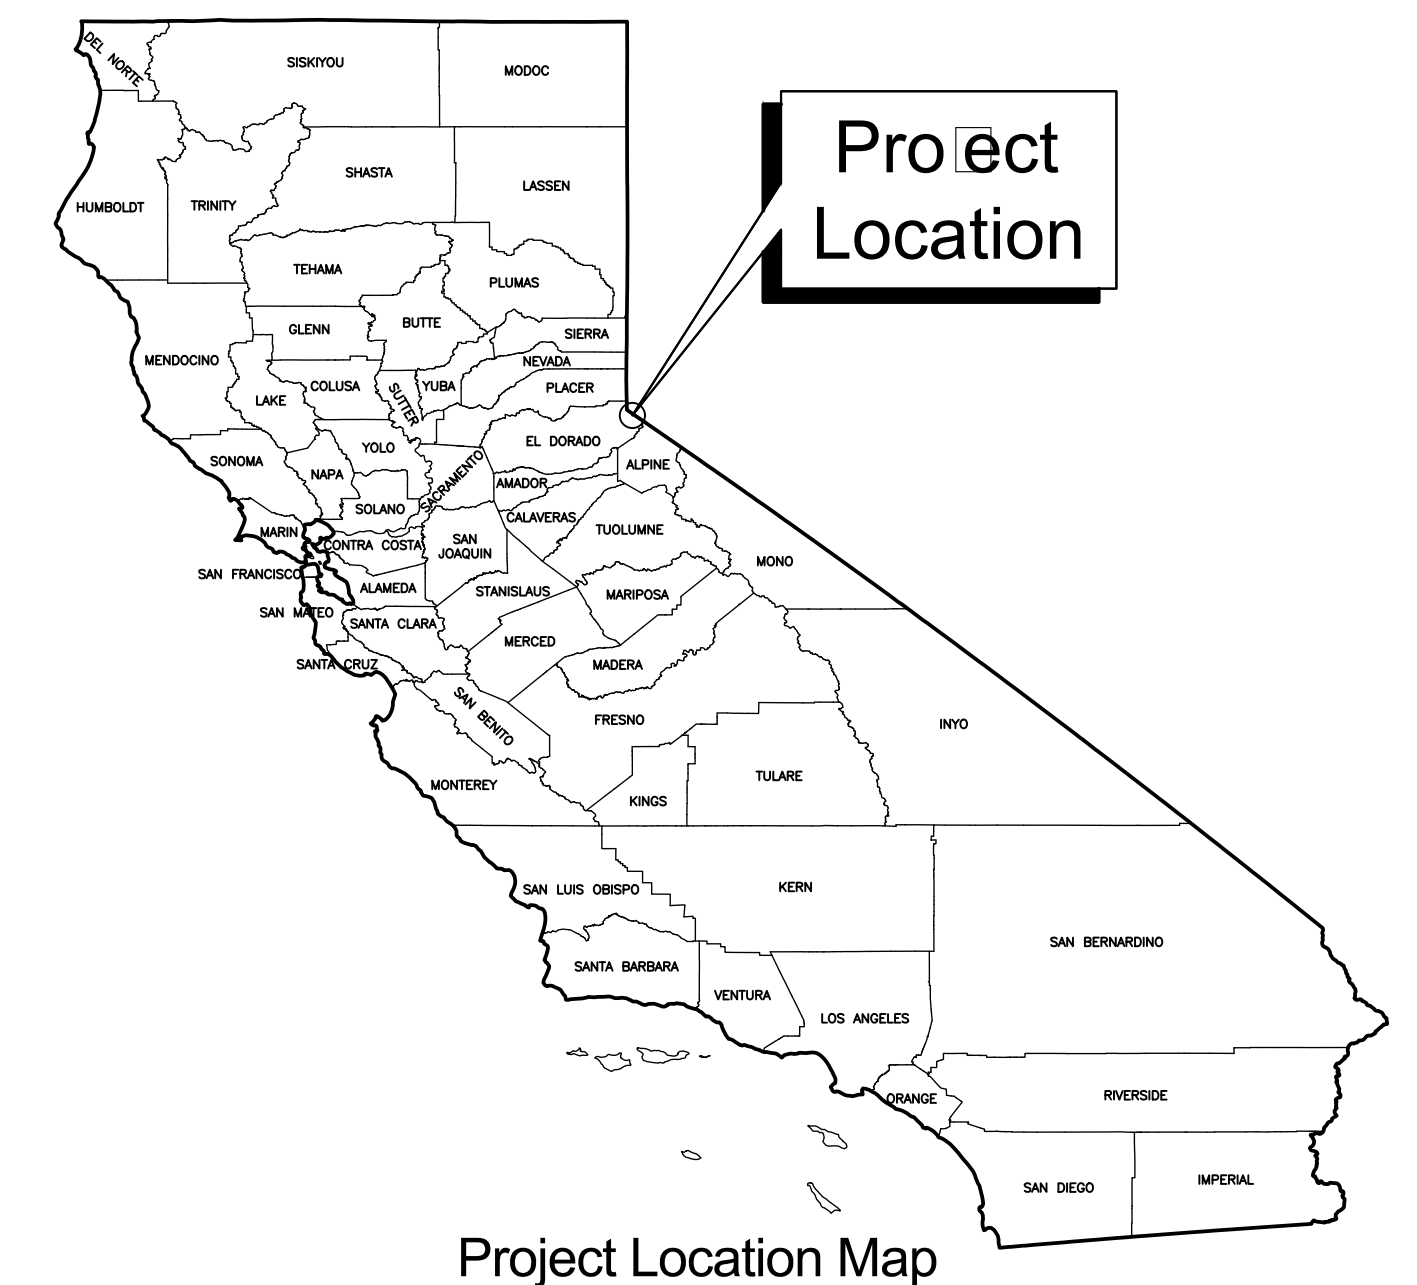 DEL NORTE
SISKIYOU
MODOC
Pro ect
Location
SHASTA
LASSEN
HUMBOLDT
TRINITY
TEHAMA
PLUMAS
GLENN
BUTTE
SIERRA
MENDOCINO
NEVADA
COLUSA
SUTTER
YUBA
PLACER
LAKE
EL DORADO
YOLO
SONOMA
NAPA
SACRAMENTO
ALPINE
AMADOR
SOLANO
CALAVERAS
MARIN
TUOLUMNE
CONTRA COSTA
SAN
JOAQUIN
MONO
SAN FRANCISCO
ALAMEDA
STANISLAUS
MARIPOSA
SAN MATEO
SANTA CLARA
MERCED
SANTA CRUZ
MADERA
SAN BENITO
FRESNO
INYO
MONTEREY
KINGS
TULARE
SAN LUIS OBISPO
KERN
SAN BERNARDINO
SANTA BARBARA
VENTURA
LOS ANGELES
ORANGE
RIVERSIDE
SAN DIEGO
IMPERIAL
Project Location Map